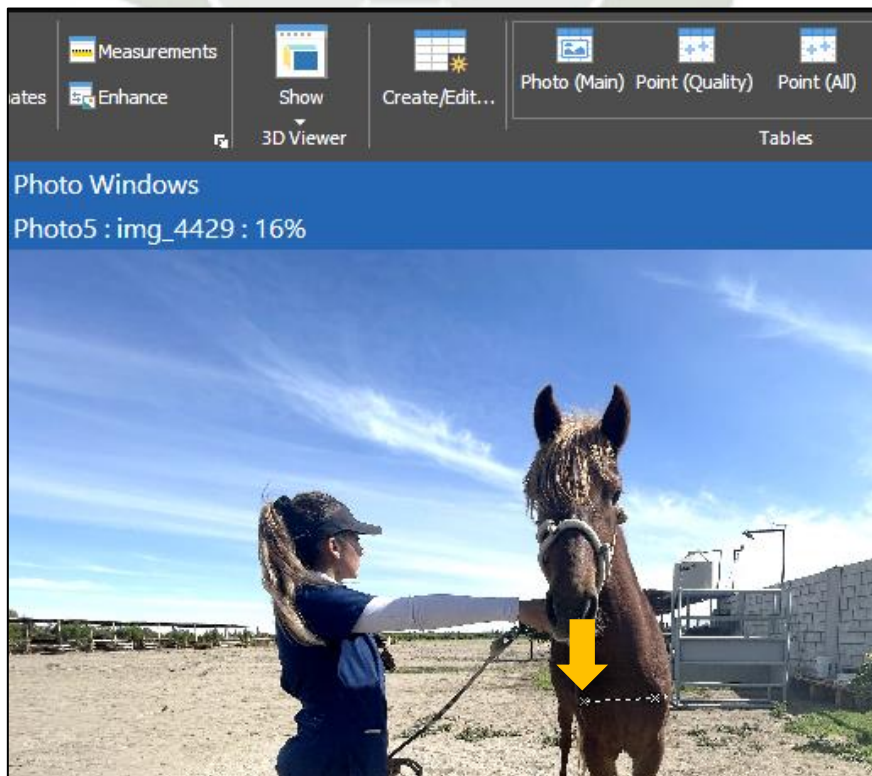 Measurements
ates
Enhance
Show
3D Viewer
Create/Edit...
Photo (Main)
Point (Quality)
Point (All)
Tables
Photo Windows
Photo5 : img_4429 : 16%